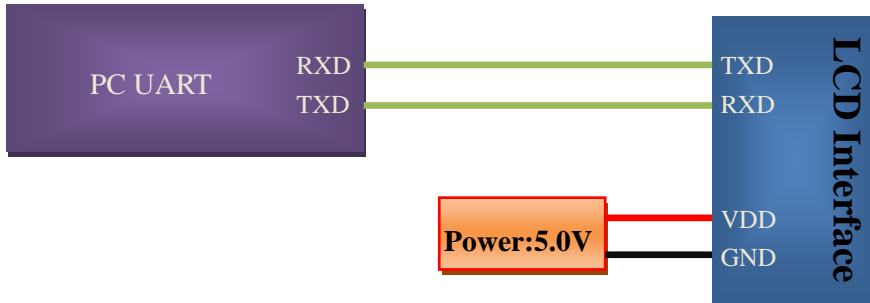 PC UART
RXD
TXD
TXD
RXD
VDD
GND
LCD Interface
Power:5.0V